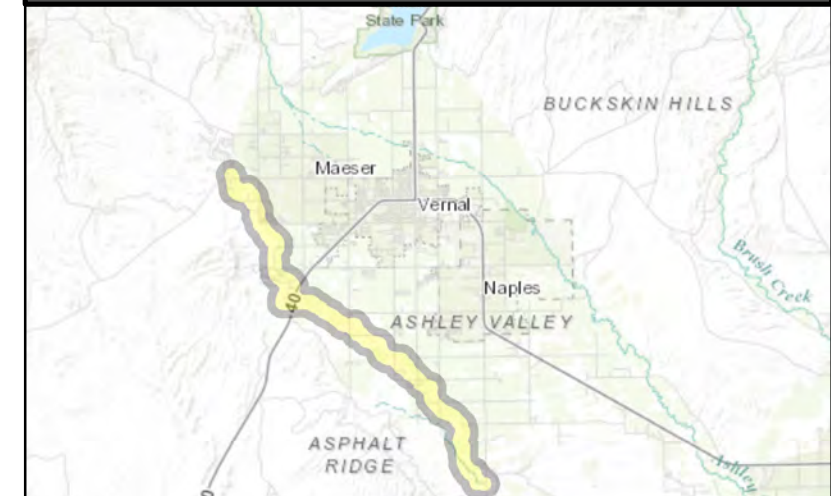 State Park
BUCKSKIN HILLS
Maeser
Vernal
Brush Creek
Naples
40
ASHLEY VALLEY
ASPHALT
RIDGE
Ashley